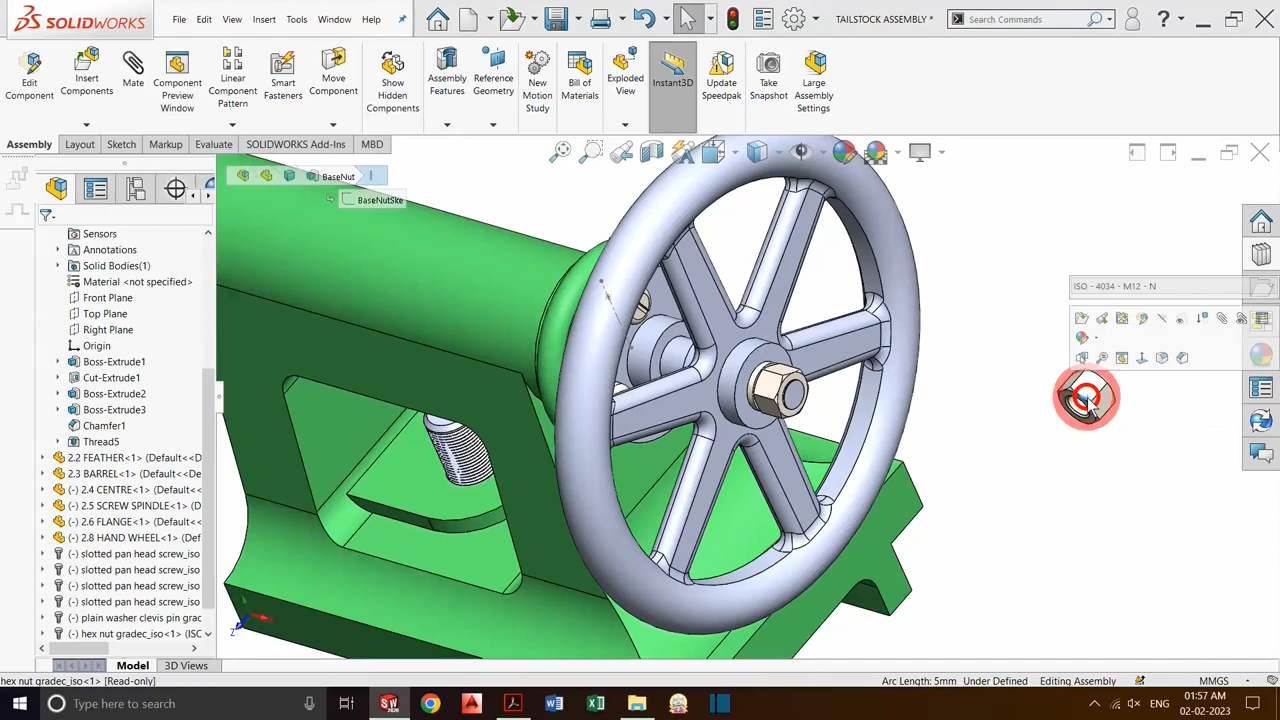 SOLIDWORKS
File Edit View Insert Tools Window Help
TAILSTOCK ASSEMBLY *
Search Commands
Edit Component
Insert Components
Mate
Component Preview Window
Linear Component Pattern
Smart Fasteners
Move Component
Show Hidden Components
Assembly Features
Reference Geometry
New Motion Study
Bill of Materials
Exploded View
Instant3D
Update Speedpak
Take Snapshot
Large Assembly Settings
Assembly Layout Sketch Markup Evaluate SOLIDWORKS Add-Ins MBD
BaseNut
BaseNutSke
ISO - 4034 - M12 - N
Sensors
Annotations
Solid Bodies(1)
Material <not specified>
Front Plane
Top Plane
Right Plane
Origin
Boss-Extrude1
Cut-Extrude1
Boss-Extrude2
Boss-Extrude3
Chamfer1
Thread5
2.2 FEATHER<1> (Default<<D
2.3 BARREL<1> (Default<<De
(-) 2.4 CENTRE<1> (Default<
(-) 2.5 SCREW SPINDLE<1> (
(-) 2.6 FLANGE<1> (Default<
(-) 2.8 HAND WHEEL<1> (De
slotted pan head screw_iso
slotted pan head screw_iso
slotted pan head screw_iso
slotted pan head screw_iso
(-) plain washer clevis pin grac
(-) hex nut gradec_iso<1> (ISC
Z
Model 3D Views
hex nut gradec_iso<1> [Read-only]
Arc Length: 5mm Under Defined Editing Assembly MMGS
Type here to search
ENG
01:57 AM
02-02-2023